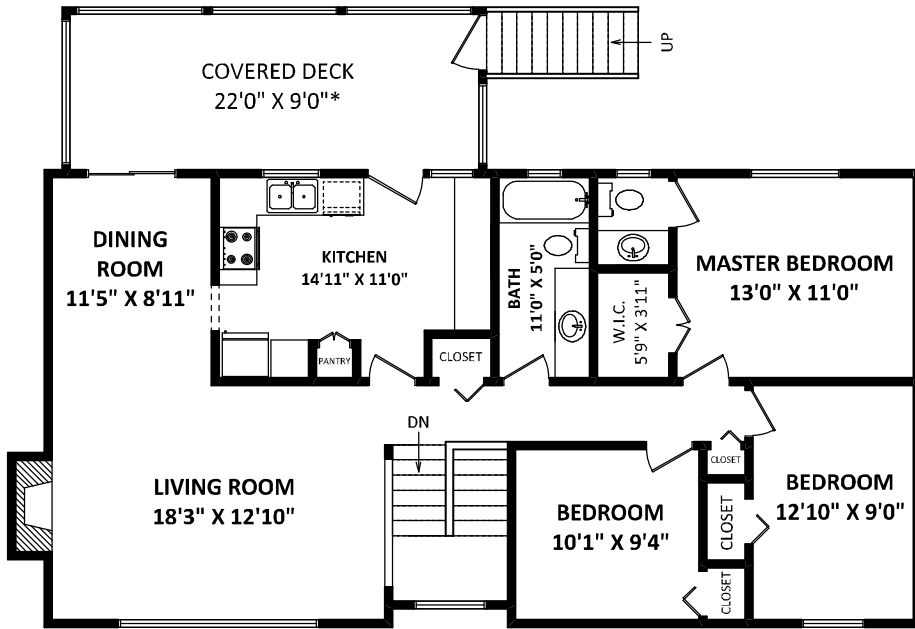 UP
COVERED DECK
22'0" X 9'0"*
DINING
ROOM
11'5" X 8'11"
KITCHEN
14'11" X 11'0"
BATH
11'0" X 5'0"
W.I.C.
5'9" X 3'11"
MASTER BEDROOM
13'0" X 11'0"
PANTRY
CLOSET
DN
LIVING ROOM
18'3" X 12'10"
BEDROOM
10'1" X 9'4"
CLOSET
CLOSET
CLOSET
BEDROOM
12'10" X 9'0"